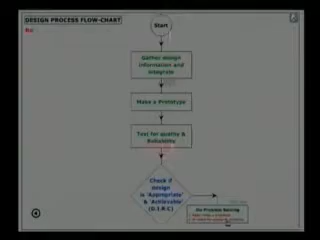 DESIGN PROCESS FLOW-CHART
Start
Gather design
information and
integrate
Make a Prototype
Test for quality &
Suitability
Check if
design
is 'Appropriate'
& 'Actionable'